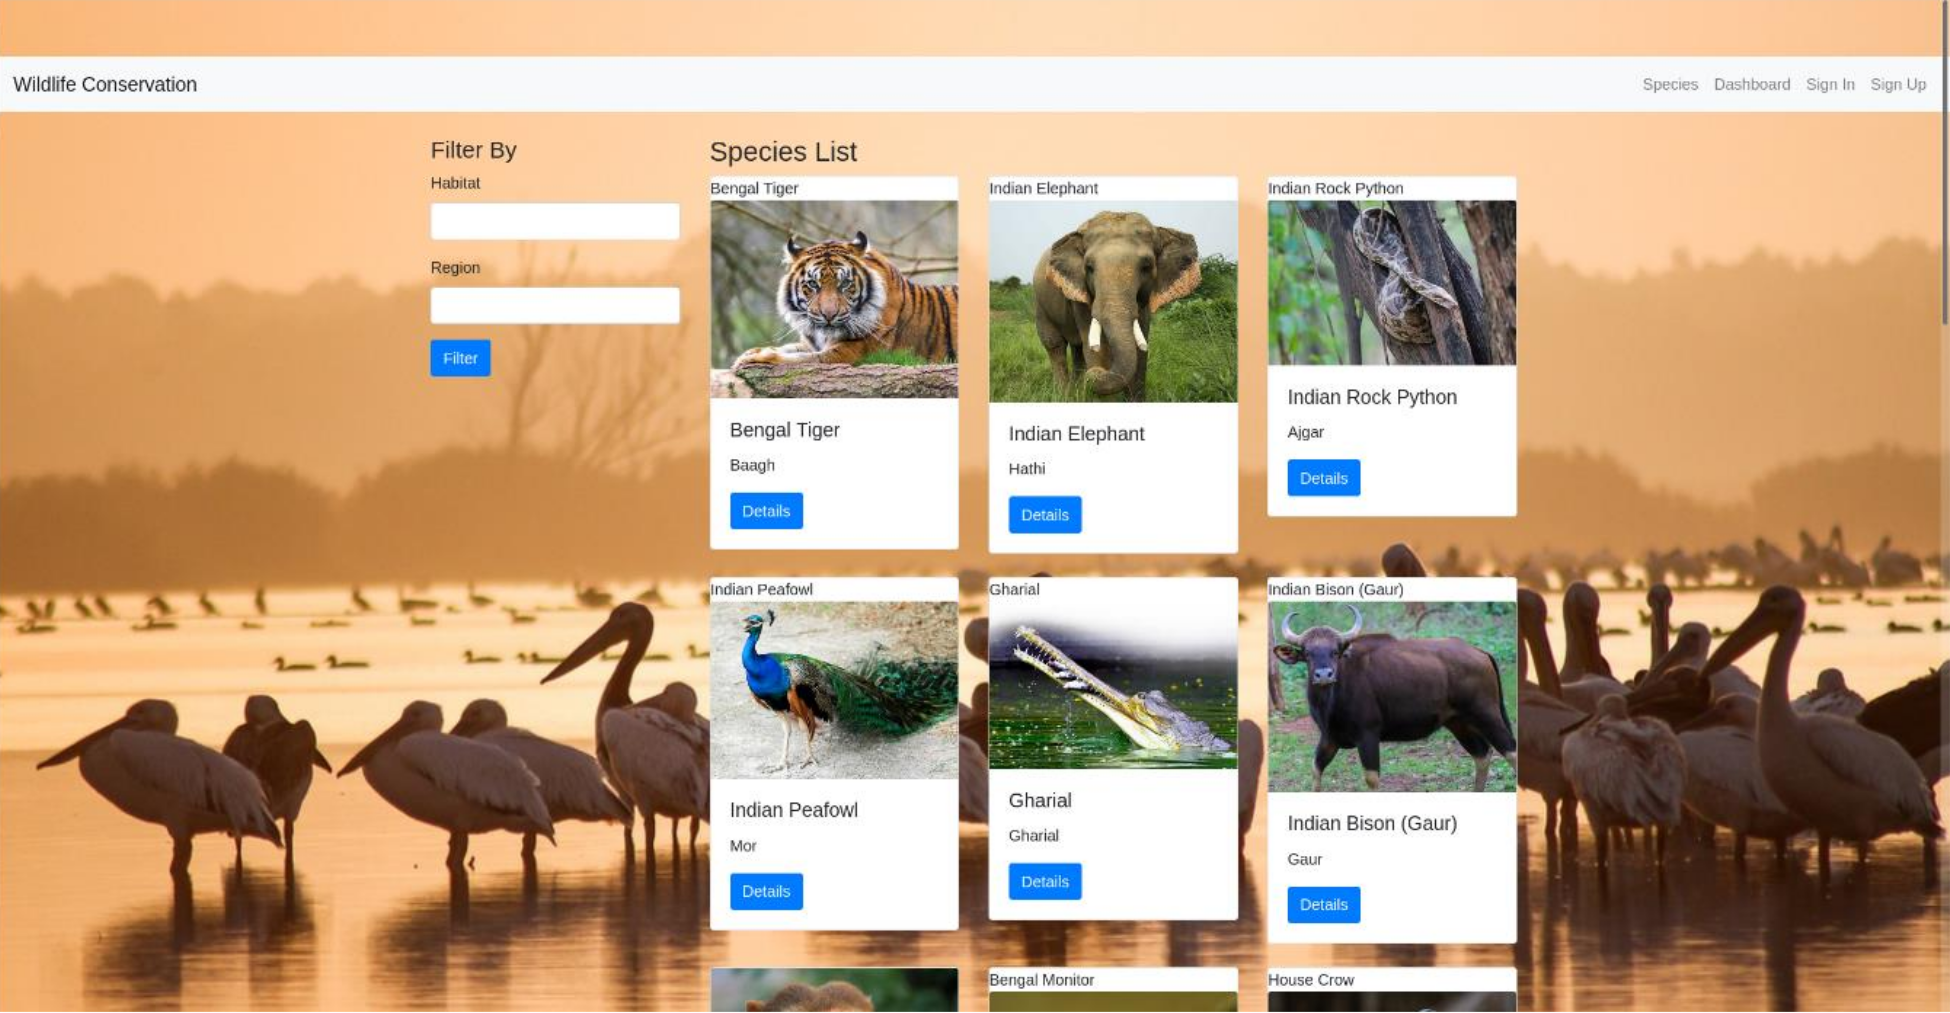 Wildlife Conservation
Species Dashboard Sign In Sign Up
Filter By
Habitat
Region
Filter
Species List
Bengal Tiger
Bengal Tiger
Baagh
Details
Indian Elephant
Indian Elephant
Hathi
Details
Indian Rock Python
Indian Rock Python
Ajgar
Details
Indian Peafowl
Indian Peafowl
Mor
Details
Gharial
Gharial
Gharial
Details
Indian Bison (Gaur)
Indian Bison (Gaur)
Gaur
Details
Bengal Monitor
House Crow